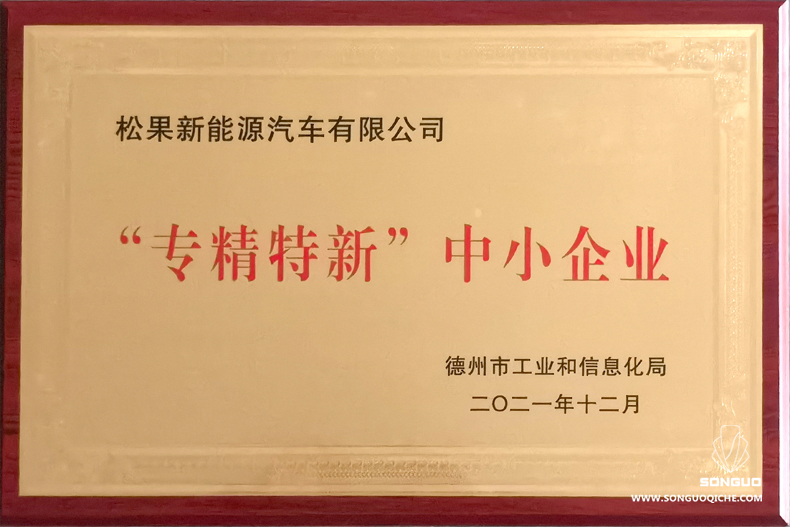 松果新能源汽车有限公司
“专精特新”中小企业
德州市工业和信息化局
二〇二一年十二月
SONGUO
WWW.SONGUOQICHE.COM